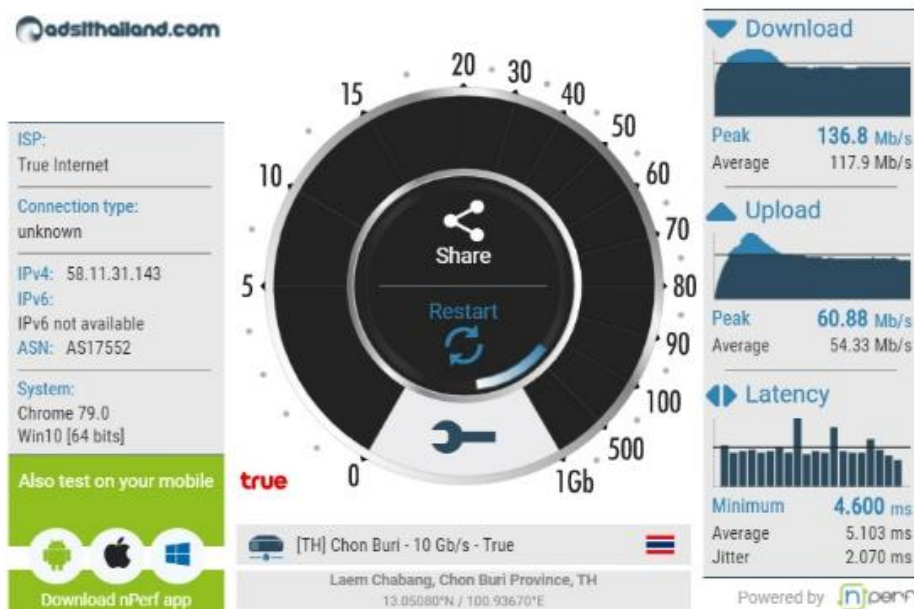 adslthailand.com
ISP:
True Internet
Connection type:
unknown
IPv4: 58.11.31.143
IPv6:
IPv6 not available
ASN: AS17552
System:
Chrome 79.0
Win10 [64 bits]
Also test on your mobile
Download nPerf app
0
5
10
15
20
30
40
50
60
70
80
90
100
500
1Gb
Share
Restart
true
[TH] Chon Buri - 10 Gb/s - True
Laem Chabang, Chon Buri Province, TH
13.05080°N / 100.93670°E
Download
Peak 136.8 Mb/s
Average 117.9 Mb/s
Upload
Peak 60.88 Mb/s
Average 54.33 Mb/s
Latency
Minimum 4.600 ms
Average 5.103 ms
Jitter 2.070 ms
Powered by nperf